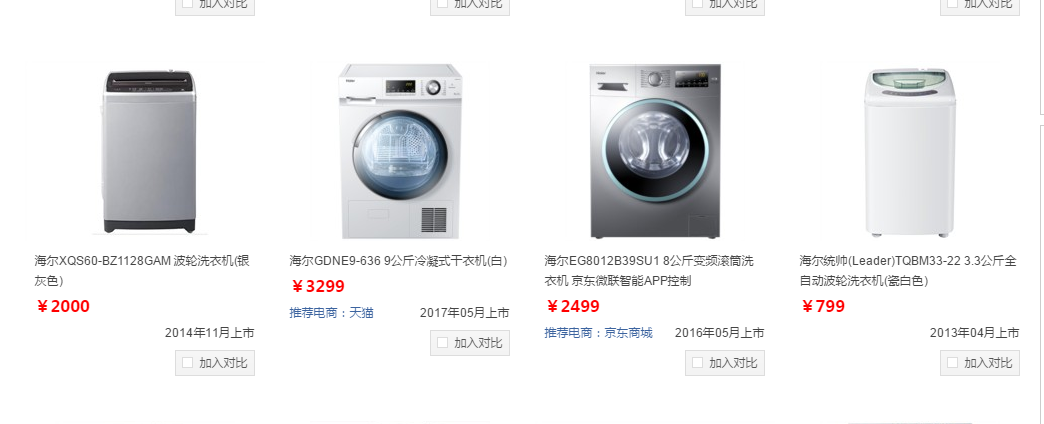 加入对比 加入对比 加入对比 加入对比
海尔XQS60-BZ1128GAM 波轮洗衣机(银
灰色)
￥2000
2014年11月上市
加入对比
海尔GDNE9-636 9公斤冷凝式干衣机(白)
￥3299
推荐电商：天猫 2017年05月上市
加入对比
海尔EG8012B39SU1 8公斤变频滚筒洗
衣机 京东微联智能APP控制
￥2499
推荐电商：京东商城 2016年05月上市
加入对比
海尔统帅(Leader)TQBM33-22 3.3公斤全
自动波轮洗衣机(瓷白色)
￥799
2013年04月上市
加入对比